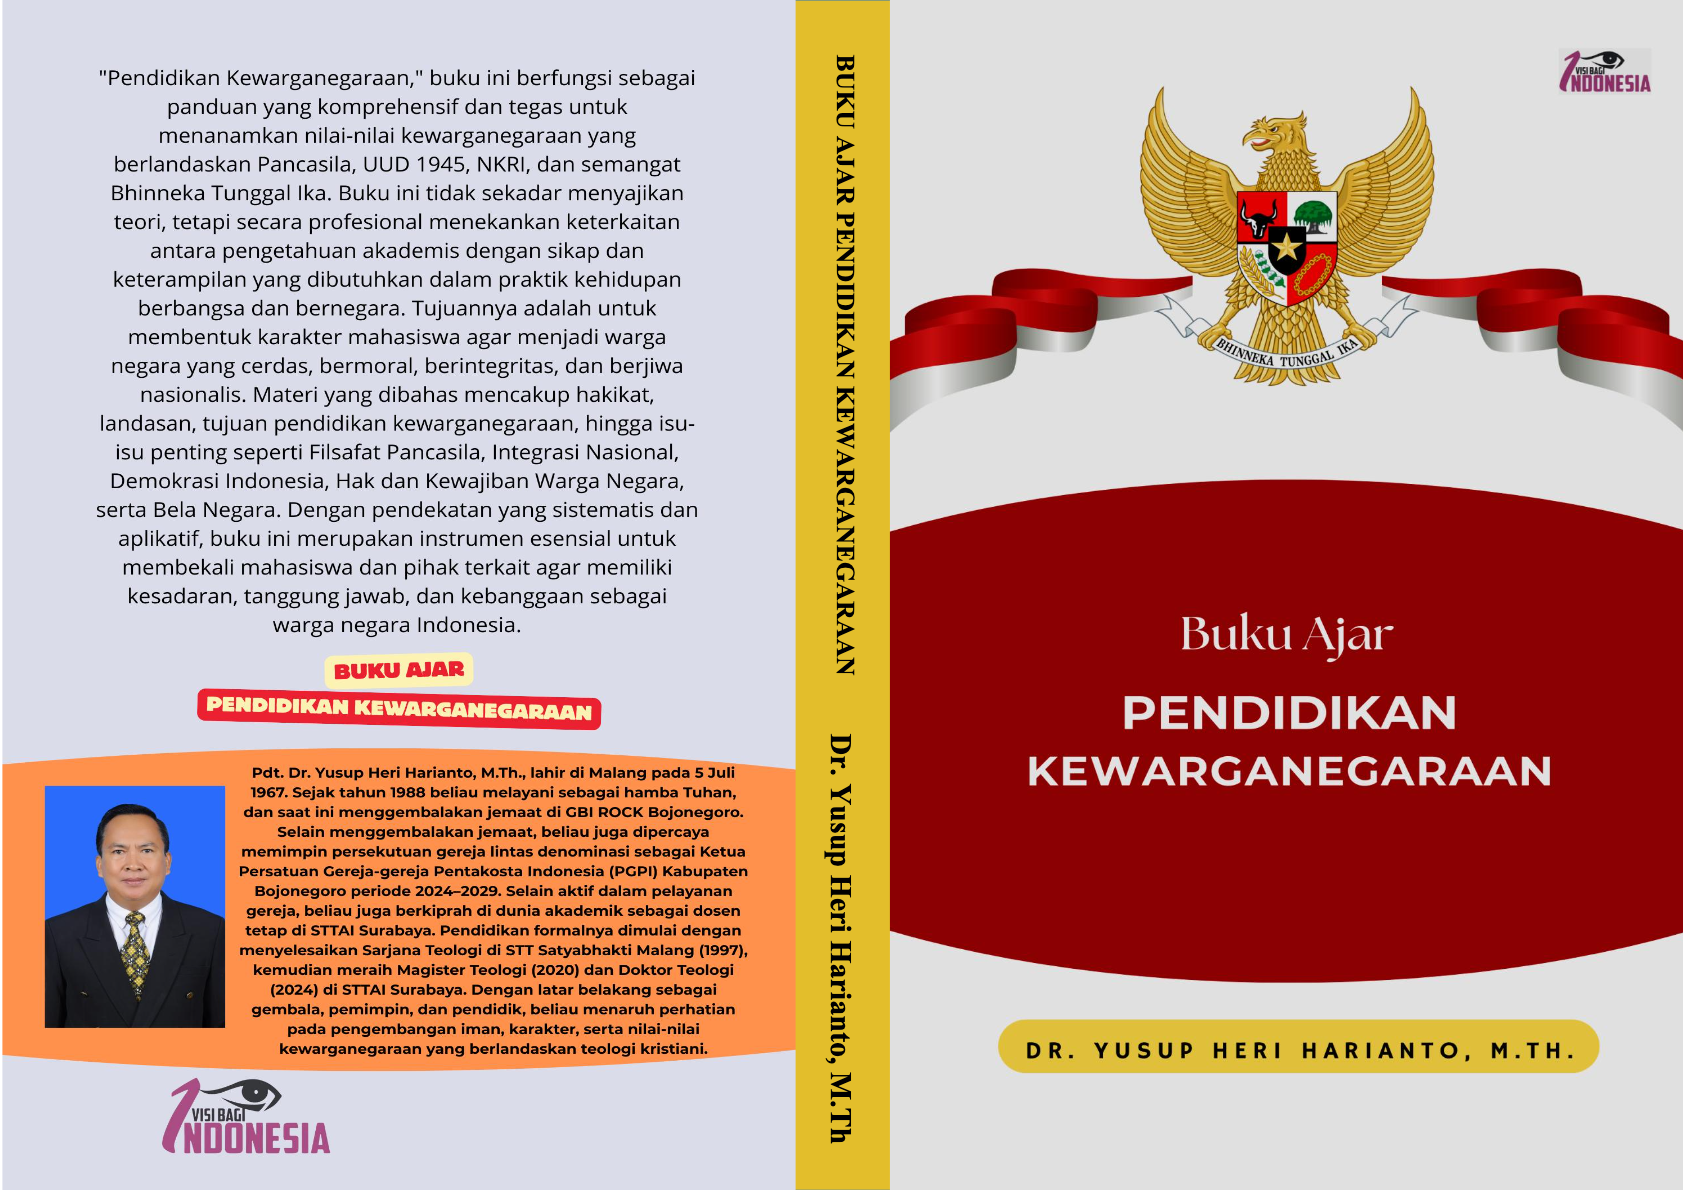 "Pendidikan Kewarganegaraan," buku ini berfungsi sebagai
panduan yang komprehensif dan tegas untuk
menanamkan nilai-nilai kewarganegaraan yang
berlandaskan Pancasila, UUD 1945, NKRI, dan semangat
Bhinneka Tunggal Ika. Buku ini tidak sekadar menyajikan
teori, tetapi secara profesional menekankan keterkaitan
antara pengetahuan akademis dengan sikap dan
keterampilan yang dibutuhkan dalam praktik kehidupan
berbangsa dan bernegara. Tujuannya adalah untuk
membentuk karakter mahasiswa agar menjadi warga
negara yang cerdas, bermoral, berintegritas, dan berjiwa
nasionalis. Materi yang dibahas mencakup hakikat,
landasan, tujuan pendidikan kewarganegaraan, hingga isu-
isu penting seperti Filsafat Pancasila, Integrasi Nasional,
Demokrasi Indonesia, Hak dan Kewajiban Warga Negara,
serta Bela Negara. Dengan pendekatan yang sistematis dan
aplikatif, buku ini merupakan instrumen esensial untuk
membekali mahasiswa dan pihak terkait agar memiliki
kesadaran, tanggung jawab, dan kebanggaan sebagai
warga negara Indonesia.
BUKU AJAR
PENDIDIKAN KEWARGANEGARAAN
Pdt. Dr. Yusup Heri Harianto, M.Th., lahir di Malang pada 5 Juli
1967. Sejak tahun 1988 beliau melayani sebagai hamba Tuhan,
dan saat ini menggembalakan jemaat di GBI ROCK Bojonegoro.
Selain menggembalakan jemaat, beliau juga dipercaya
memimpin persekutuan gereja lintas denominasi sebagai Ketua
Persatuan Gereja-gereja Pentakosta Indonesia (PGPI) Kabupaten
Bojonegoro periode 2024–2029. Selain aktif dalam pelayanan
gereja, beliau juga berkiprah di dunia akademik sebagai dosen
tetap di STTAI Surabaya. Pendidikan formalnya dimulai dengan
menyelesaikan Sarjana Teologi di STT Satyabhakti Malang (1997),
kemudian meraih Magister Teologi (2020) dan Doktor Teologi
(2024) di STTAI Surabaya. Dengan latar belakang sebagai
gembala, pemimpin, dan pendidik, beliau menaruh perhatian
pada pengembangan iman, karakter, serta nilai-nilai
kewarganegaraan yang berlandaskan teologi kristiani.
1 VISI BAGI
INDONESIA
BUKU AJAR PENDIDIKAN KEWARGANEGARAAN
Dr. Yusup Heri Harianto, M.Th
1 VISI BAGI
INDONESIA
BHINNEKA TUNGGAL IKA
Buku Ajar
PENDIDIKAN
KEWARGANEGARAAN
DR. YUSUP HERI HARIANTO, M.TH.